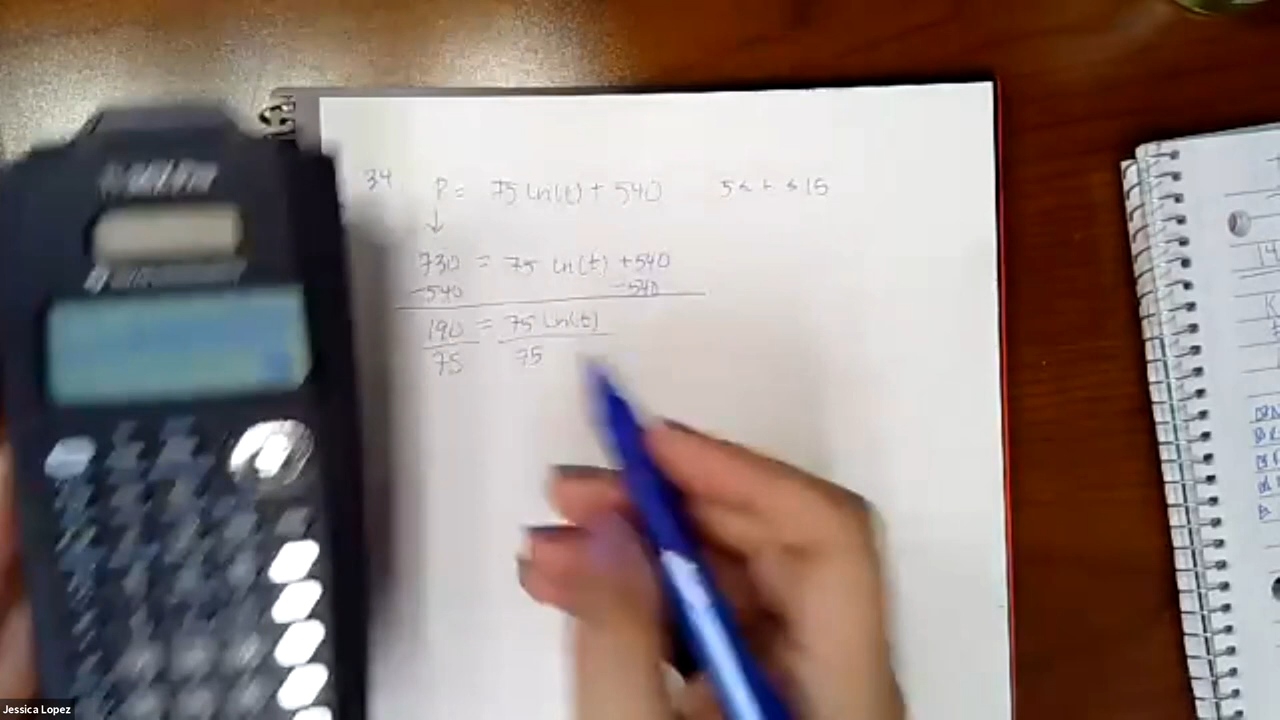 34 P = 75 ln(t) + 540 5 ≤ t ≤ 15
↓
730 = 75 ln(t) + 540
-540 -540
190 = 75 ln(t)
75 75
Jessica Lopez